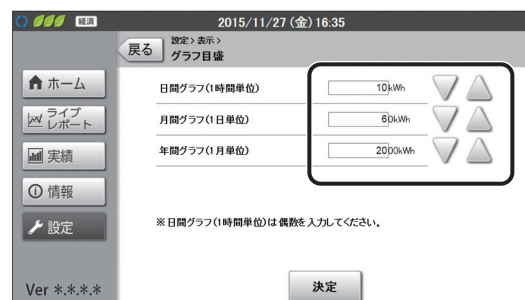 経済 2015/11/27 (金) 16:35
戻る 設定> 表示>
グラフ目盛
ホーム
ライブ
レポート
実績
情報
設定
Ver *.*.*.*
日間グラフ(1時間単位) 10kWh
月間グラフ(1日単位) 60kWh
年間グラフ(1月単位) 2000kWh
※日間グラフ(1時間単位)は偶数を入力してください。
決定